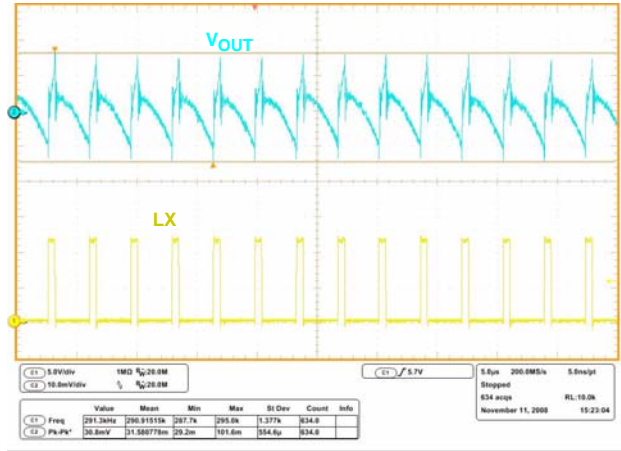 VOUT
2
LX
1
C1 5.0V/div 1MΩ BW:20.0M
C2 10.0mV/div BW:20.0M
C1 5.7V
5.0µs 200.0MS/s 5.0ns/pt
Stopped
634 acqs RL:10.0k
November 11, 2008 15:23:04
Value Mean Min Max St Dev Count Info
C1 Freq 291.3kHz 290.91515k 287.7k 295.0k 1.377k 634.0
C2 Pk-Pk* 30.8mV 31.580778m 29.2m 101.6m 554.6µ 634.0